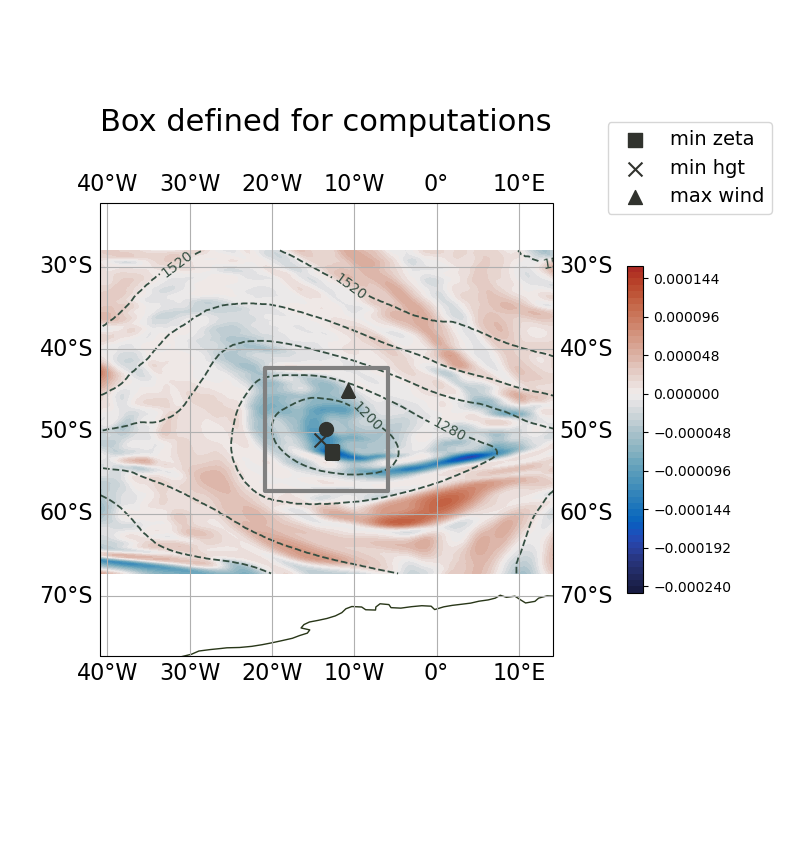 Box defined for computations
min zeta
min hgt
max wind
40°W 30°W 20°W 10°W 0° 10°E
30°S 30°S
40°S 40°S
50°S 50°S
60°S 60°S
70°S 70°S
40°W 30°W 20°W 10°W 0° 10°E
1520
1520
1200
1280
0.000144
0.000096
0.000048
0.000000
−0.000048
−0.000096
−0.000144
−0.000192
−0.000240